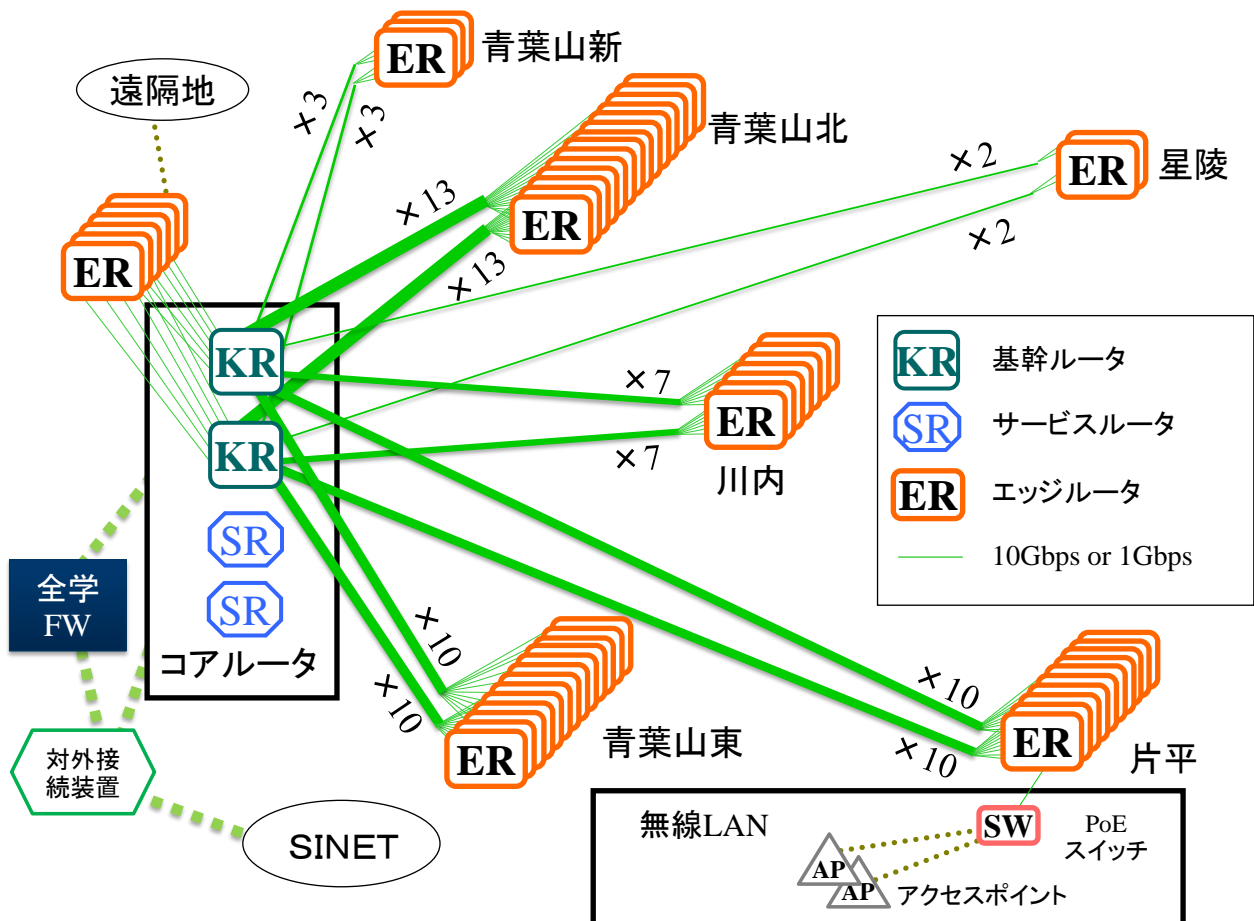 ER
青葉山新
遠隔地
×3
×3
青葉山北
×13
ER
×13
×2
ER
星陵
×2
ER
KR
×7
ER
×7
川内
KR
KR
基幹ルータ
SR
サービスルータ
ER
エッジルータ
10Gbps or 1Gbps
SR
SR
コアルータ
全学
FW
×10
×10
ER
青葉山東
×10
×10
ER
片平
対外接
続装置
SINET
無線LAN
SW
PoE
スイッチ
AP
AP
アクセスポイント